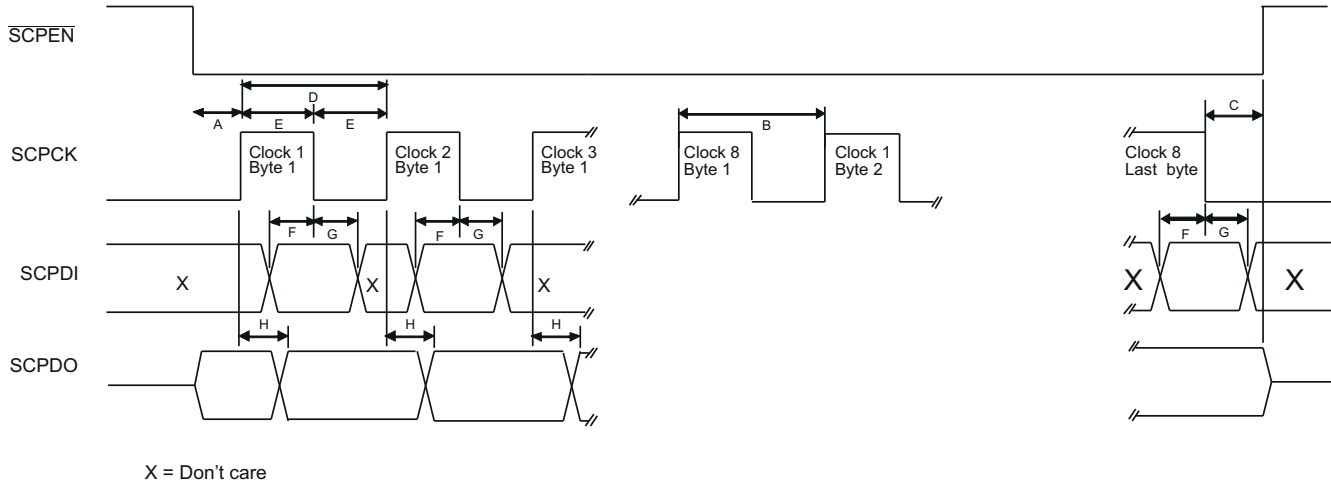 SCPEN
D
A E E B C
SCPCK
Clock 1
Byte 1
Clock 2
Byte 1
Clock 3
Byte 1
Clock 8
Byte 1
Clock 1
Byte 2
Clock 8
Last byte
F G F G F G
SCPDI
X X X X X
H H H
SCPDO
X = Don't care